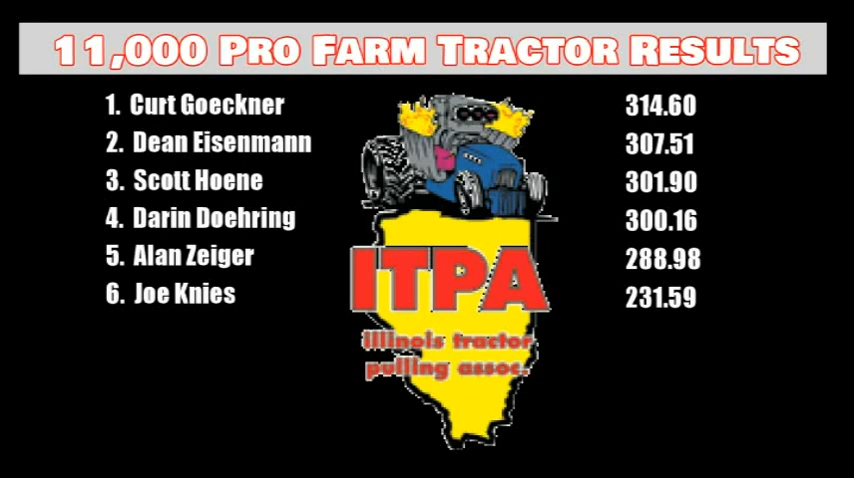 11,000 Pro Farm Tractor Results
1. Curt Goeckner 314.60
2. Dean Eisenmann 307.51
3. Scott Hoene 301.90
4. Darin Doehring 300.16
5. Alan Zeiger 288.98
6. Joe Knies 231.59
ITPA
illinois tractor
pulling assoc.